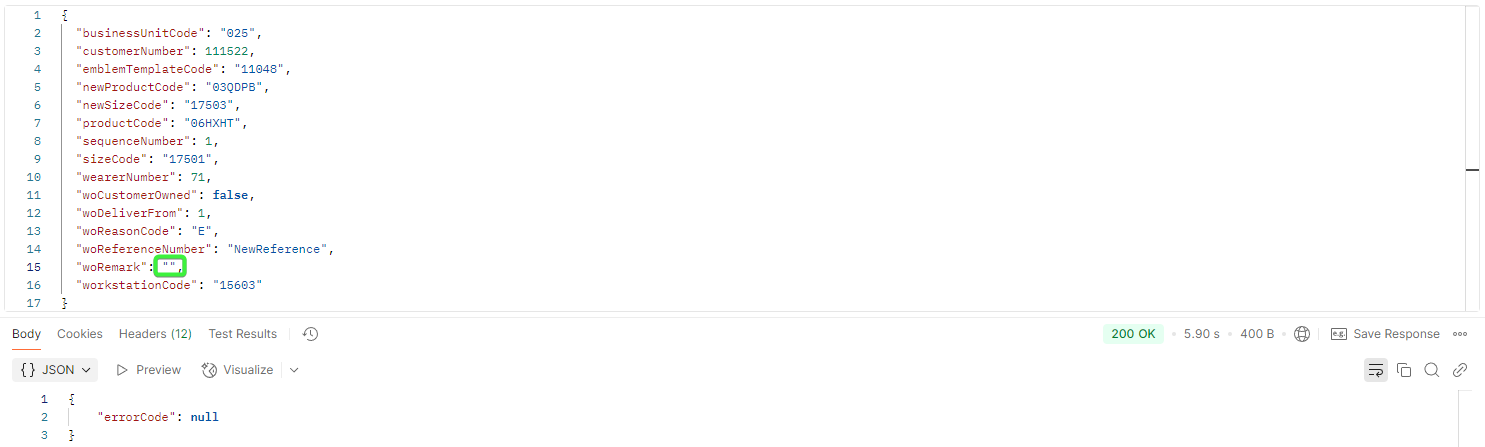 1 {
2 "businessUnitCode": "025",
3 "customerNumber": 111522,
4 "emblemTemplateCode": "11048",
5 "newProductCode": "03QDPB",
6 "newSizeCode": "17503",
7 "productCode": "06HXHT",
8 "sequenceNumber": 1,
9 "sizeCode": "17501",
10 "wearerNumber": 71,
11 "woCustomerOwned": false,
12 "woDeliverFrom": 1,
13 "woReasonCode": "E",
14 "woReferenceNumber": "NewReference",
15 "woRemark": "",
16 "workstationCode": "15603"
17 }
Body Cookies Headers (12) Test Results 200 OK • 5.90 s • 400 B e.g. Save Response
{} JSON Preview Visualize
1 {
2 "errorCode": null
3 }